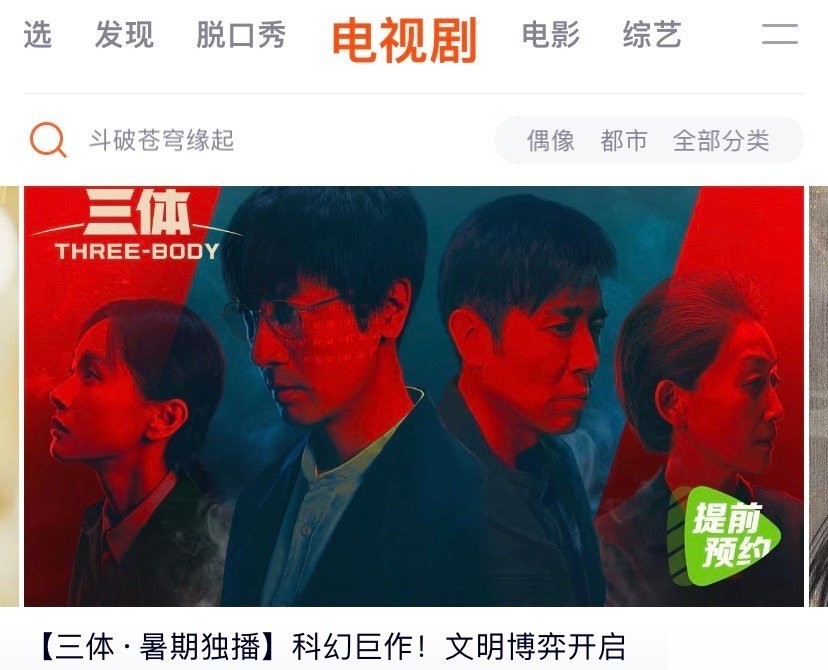 选 发现 脱口秀 电视剧 电影 综艺
斗破苍穹缘起 偶像 都市 全部分类
三体
THREE-BODY
提前
预约
【三体·暑期独播】科幻巨作！文明博弈开启